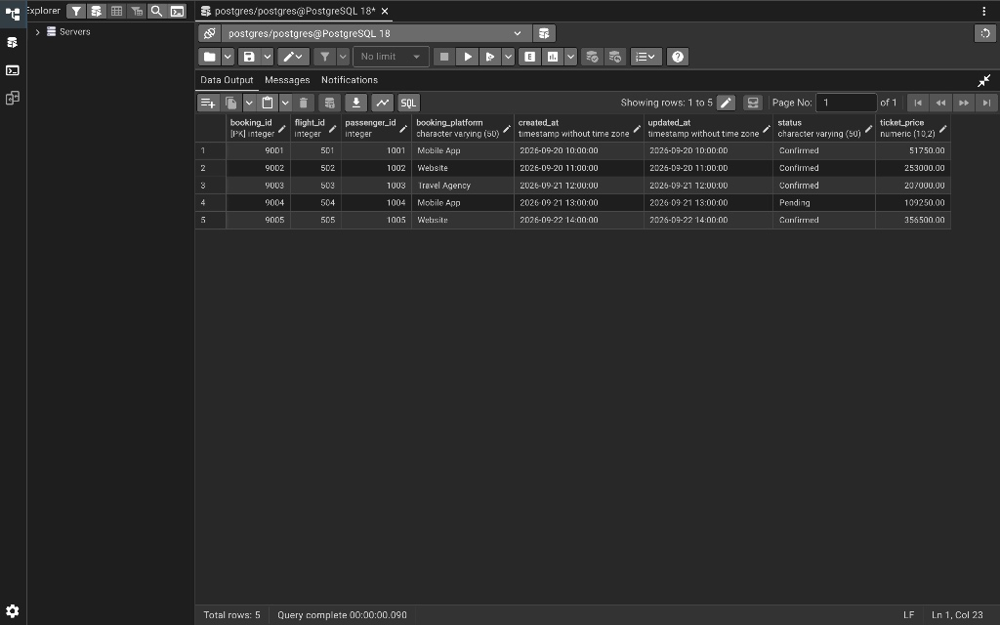 Explorer
postgres/postgres@PostgreSQL 18*
Servers
postgres/postgres@PostgreSQL 18
No limit
E
Data Output Messages Notifications
SQL
Showing rows: 1 to 5
Page No: 1 of 1
booking_id flight_id passenger_id booking_platform created_at updated_at status ticket_price
[PK] integer integer integer character varying (50) timestamp without time zone timestamp without time zone character varying (50) numeric (10,2)
1 9001 501 1001 Mobile App 2026-09-20 10:00:00 2026-09-20 10:00:00 Confirmed 51750.00
2 9002 502 1002 Website 2026-09-20 11:00:00 2026-09-20 11:00:00 Confirmed 253000.00
3 9003 503 1003 Travel Agency 2026-09-21 12:00:00 2026-09-21 12:00:00 Confirmed 207000.00
4 9004 504 1004 Mobile App 2026-09-21 13:00:00 2026-09-21 13:00:00 Pending 109250.00
5 9005 505 1005 Website 2026-09-22 14:00:00 2026-09-22 14:00:00 Confirmed 356500.00
Total rows: 5 Query complete 00:00:00.090 LF Ln 1, Col 23